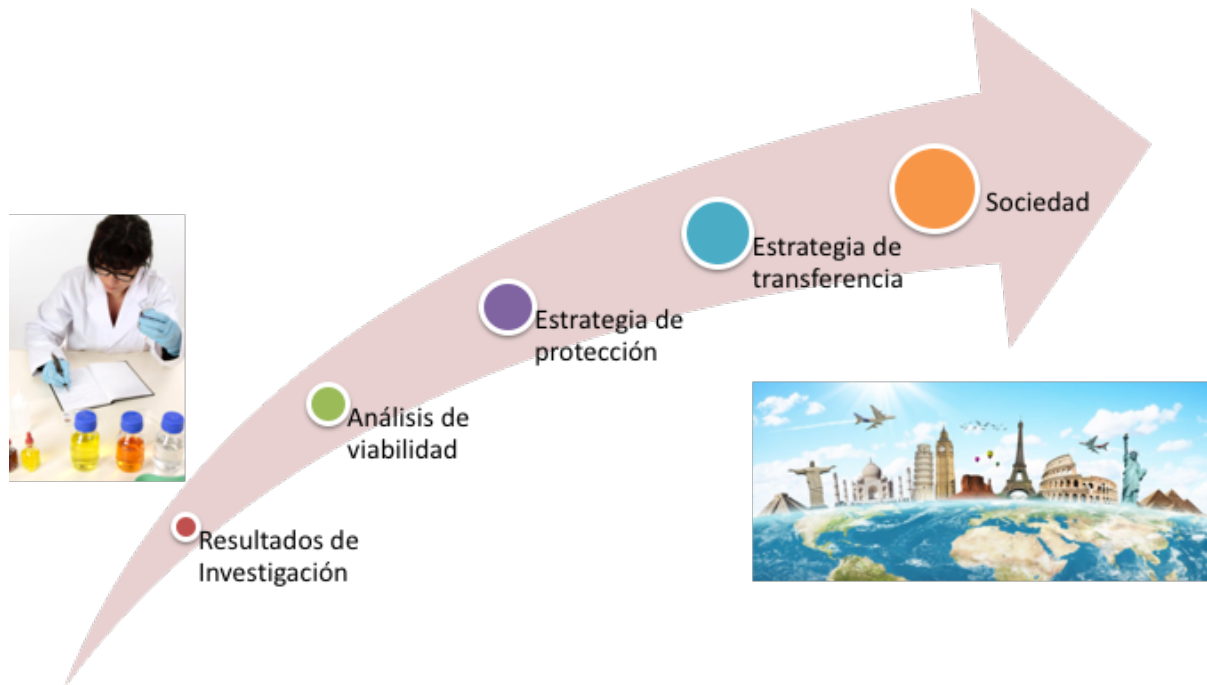 Sociedad
Estrategia de
transferencia
Estrategia de
protección
Análisis de
viabilidad
Resultados de
Investigación